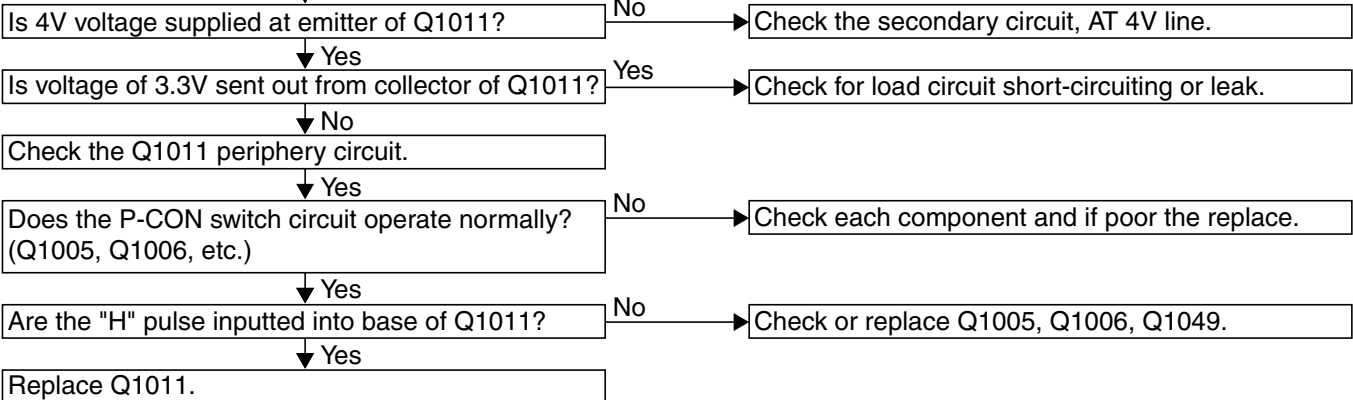 Is 4V voltage supplied at emitter of Q1011?
No
Check the secondary circuit, AT 4V line.
Yes
Is voltage of 3.3V sent out from collector of Q1011?
Yes
Check for load circuit short-circuiting or leak.
No
Check the Q1011 periphery circuit.
Yes
Does the P-CON switch circuit operate normally?
(Q1005, Q1006, etc.)
No
Check each component and if poor the replace.
Yes
Are the "H" pulse inputted into base of Q1011?
No
Check or replace Q1005, Q1006, Q1049.
Yes
Replace Q1011.